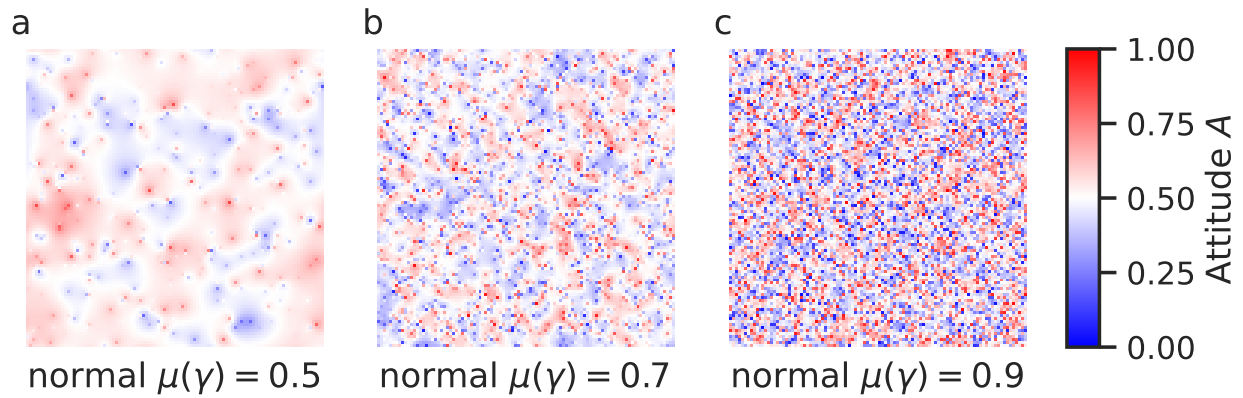 a
b
c
normal μ(γ) = 0.5
normal μ(γ) = 0.7
normal μ(γ) = 0.9
1.00
0.75
0.50
0.25
0.00
Attitude A